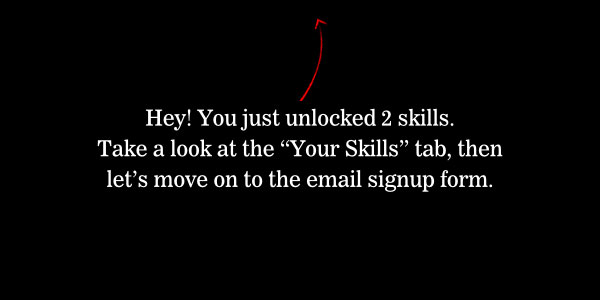 Hey! You just unlocked 2 skills.
Take a look at the “Your Skills” tab, then
let’s move on to the email signup form.